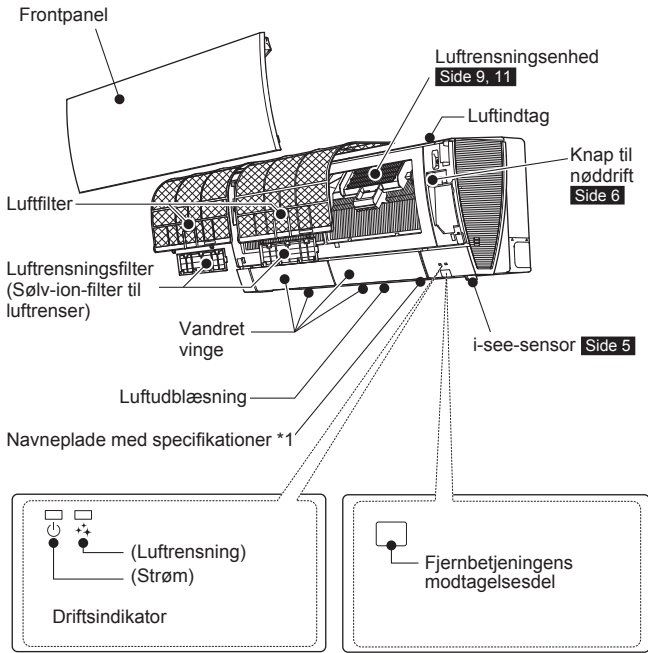 Frontpanel
Luftrensningsenhed
Side 9, 11
Luftindtag
Knap til
nøddrift
Side 6
Luftfilter
Luftrensningsfilter
(Sølv-ion-filter til
luftrenser)
Vandret
vinge
i-see-sensor Side 5
Luftudblæsning
Navneplade med specifikationer *1
(Luftrensning)
(Strøm)
Driftsindikator
Fjernbetjeningens
modtagelsesdel